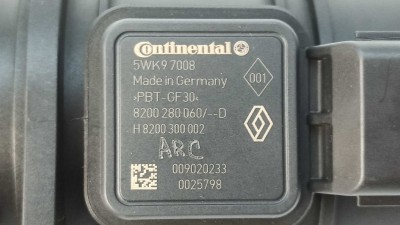 Continental
5WK9 7008
Made in Germany
001
>PBT-GF30<
8200 280 060/--D
H 8200 300 002
ARC
009020233
0025798